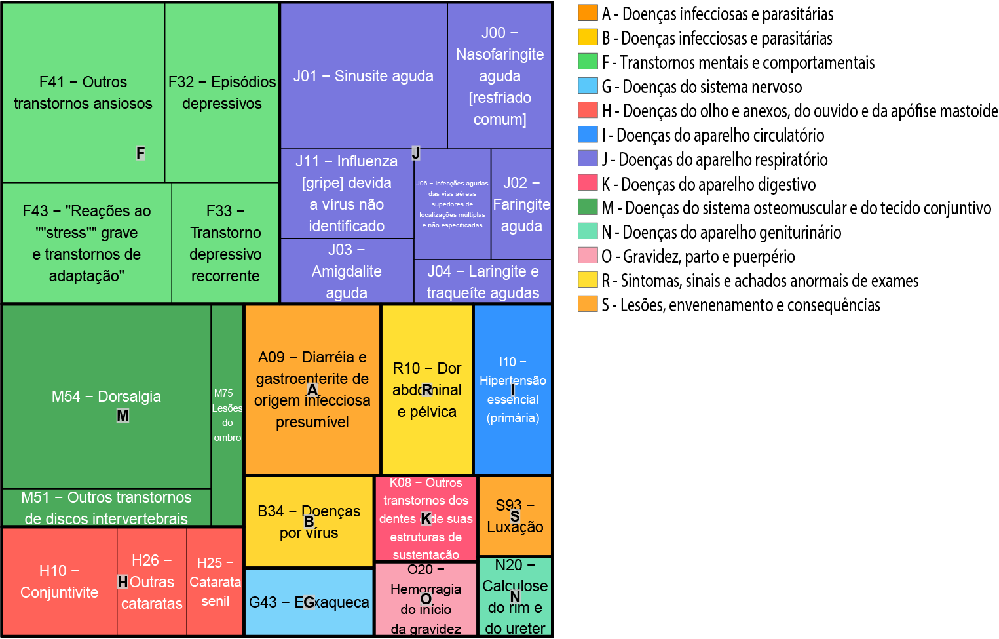 F41 − Outros
transtornos ansiosos
F32 − Episódios
depressivos
F
F43 − "Reações ao
""stress"" grave
e transtornos de
adaptação"
F33 −
Transtorno
depressivo
recorrente
J01 − Sinusite aguda
J00 −
Nasofaringite
aguda
[resfriado
comum]
J
J11 − Influenza
[gripe] devida
a vírus não
identificado
J06 − Infecções agudas
das vias aéreas
superiores de
localizações múltiplas
e não especificadas
J02 −
Faringite
aguda
J03 −
Amigdalite
aguda
J04 − Laringite e
traqueíte agudas
M54 − Dorsalgia
M
M75 −
Lesões
do
ombro
M51 − Outros transtornos
de discos intervertebrais
A09 − Diarréia e
gastroenterite de
A
origem infecciosa
presumível
R10 − Dor
abdominal
R
e pélvica
I10 −
Hipertensão
I
essencial
(primária)
H10 −
Conjuntivite
H
H26 −
Outras
cataratas
H25 −
Catarata
senil
B34 − Doenças
B
por vírus
K08 − Outros
transtornos dos
dentes e de suas
K
estruturas de
sustentação
S93 −
S
Luxação
G43 − Enxaqueca
G
O20 −
Hemorragia
O
do início
da gravidez
N20 −
Calculose
N
do rim e
do ureter
A - Doenças infecciosas e parasitárias
B - Doenças infecciosas e parasitárias
F - Transtornos mentais e comportamentais
G - Doenças do sistema nervoso
H - Doenças do olho e anexos, do ouvido e da apófise mastoide
I - Doenças do aparelho circulatório
J - Doenças do aparelho respiratório
K - Doenças do aparelho digestivo
M - Doenças do sistema osteomuscular e do tecido conjuntivo
N - Doenças do aparelho geniturinário
O - Gravidez, parto e puerpério
R - Sintomas, sinais e achados anormais de exames
S - Lesões, envenenamento e consequências